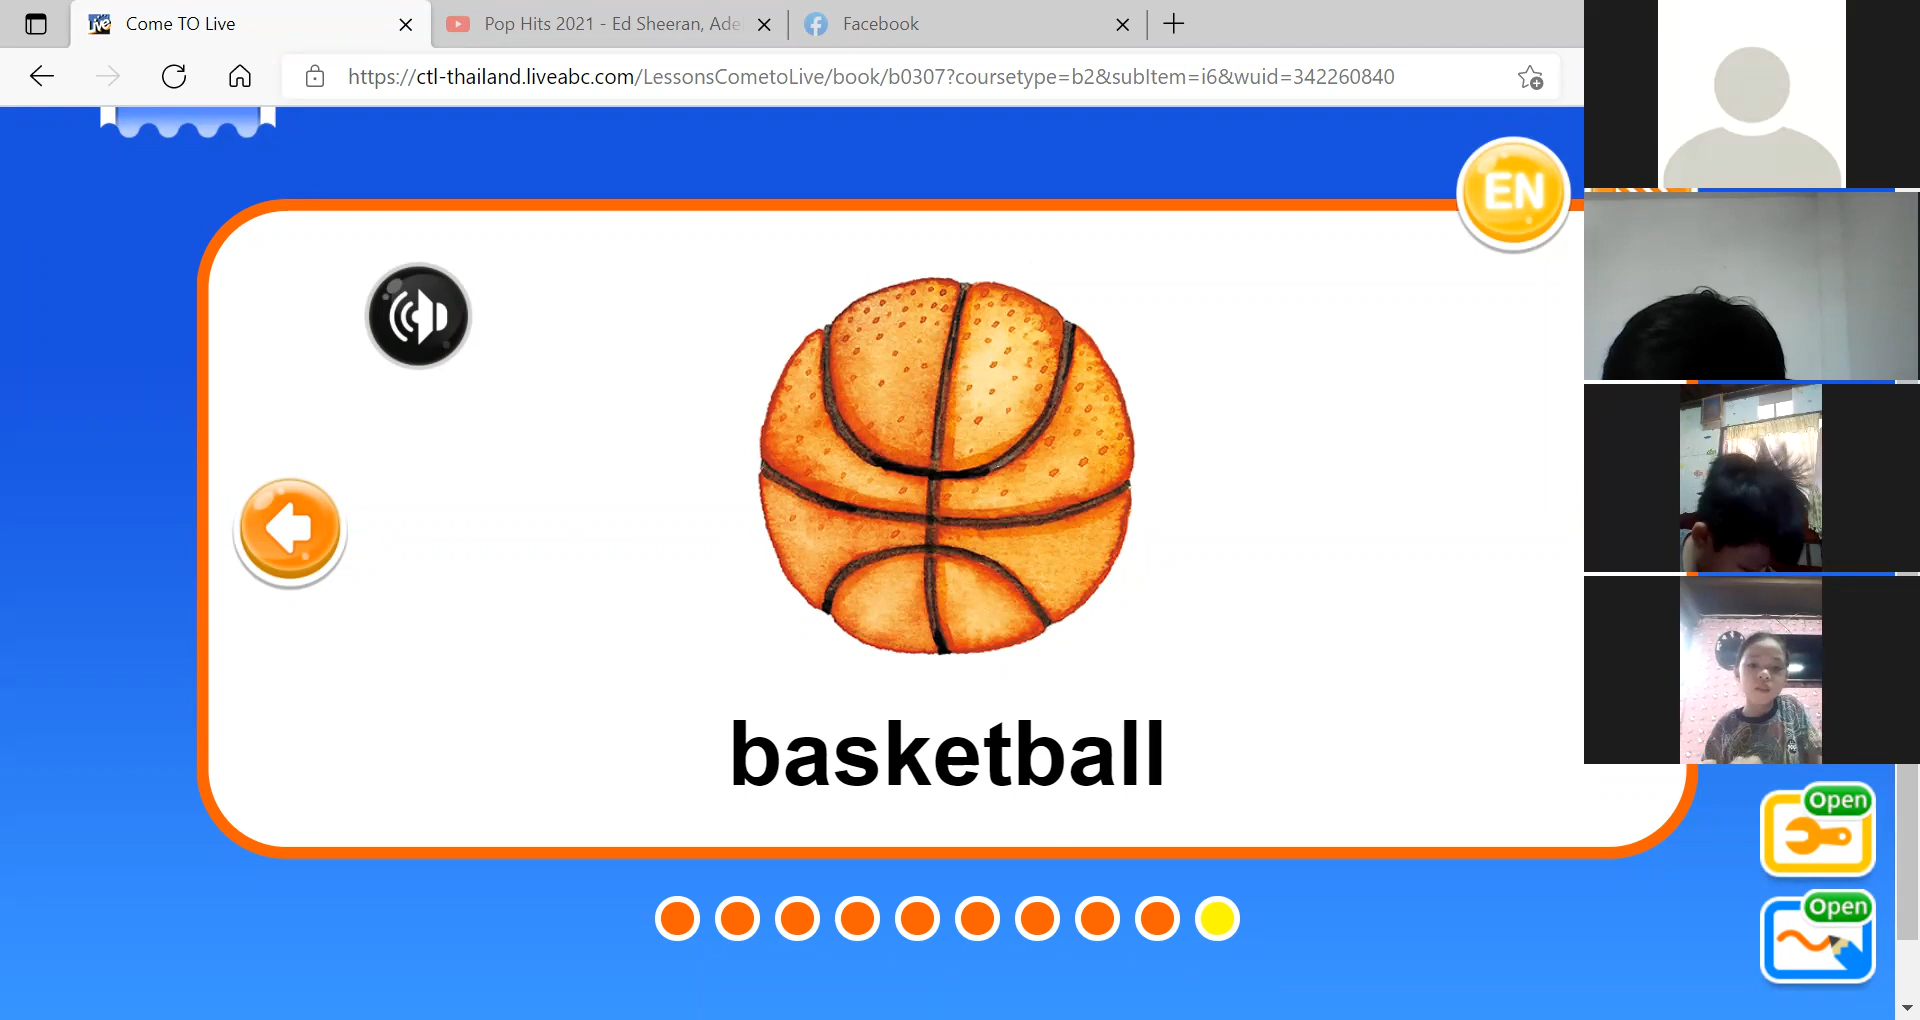 Come TO Live
Pop Hits 2021 - Ed Sheeran, Ade
Facebook
https://ctl-thailand.liveabc.com/LessonsCometoLive/book/b0307?coursetype=b2&subItem=i6&wuid=342260840
EN
basketball
Open
Open